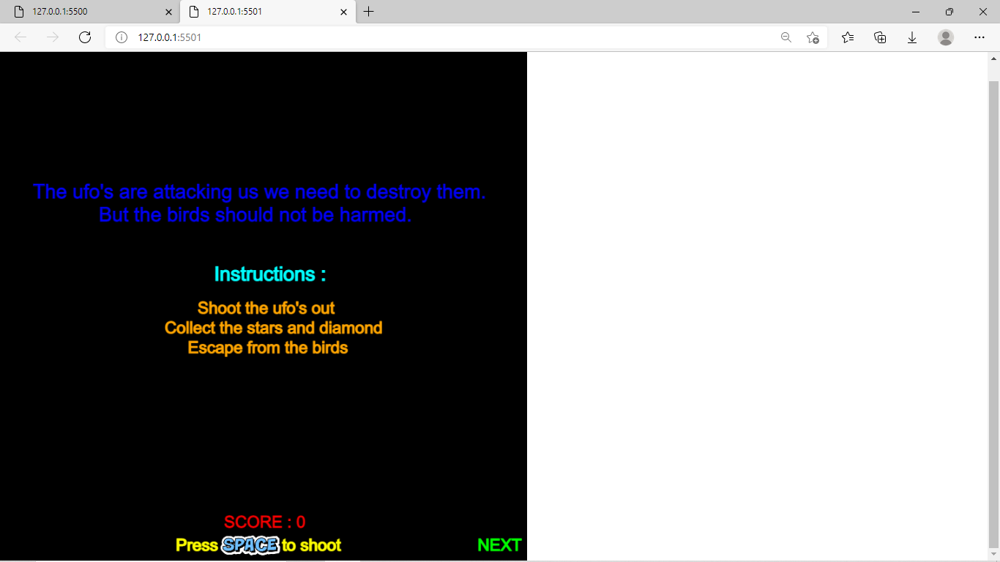 127.0.0.1:5500
127.0.0.1:5501
127.0.0.1:5501
The ufo's are attacking us we need to destroy them.
But the birds should not be harmed.
Instructions :
Shoot the ufo's out
Collect the stars and diamond
Escape from the birds
SCORE : 0
Press SPACE to shoot
NEXT